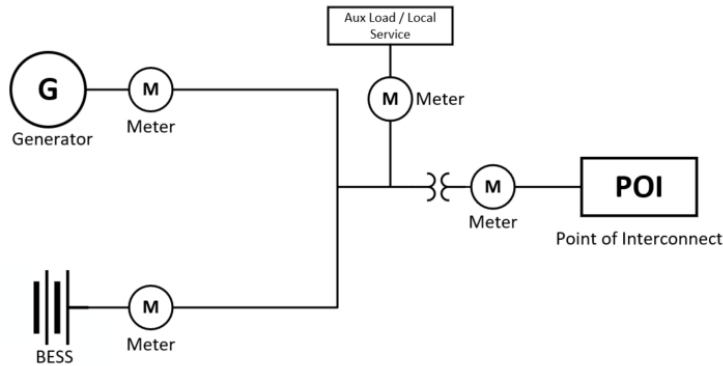 Aux Load / Local
Service
M
Meter
G
Generator
M
Meter
M
Meter
POI
Point of Interconnect
M
Meter
BESS